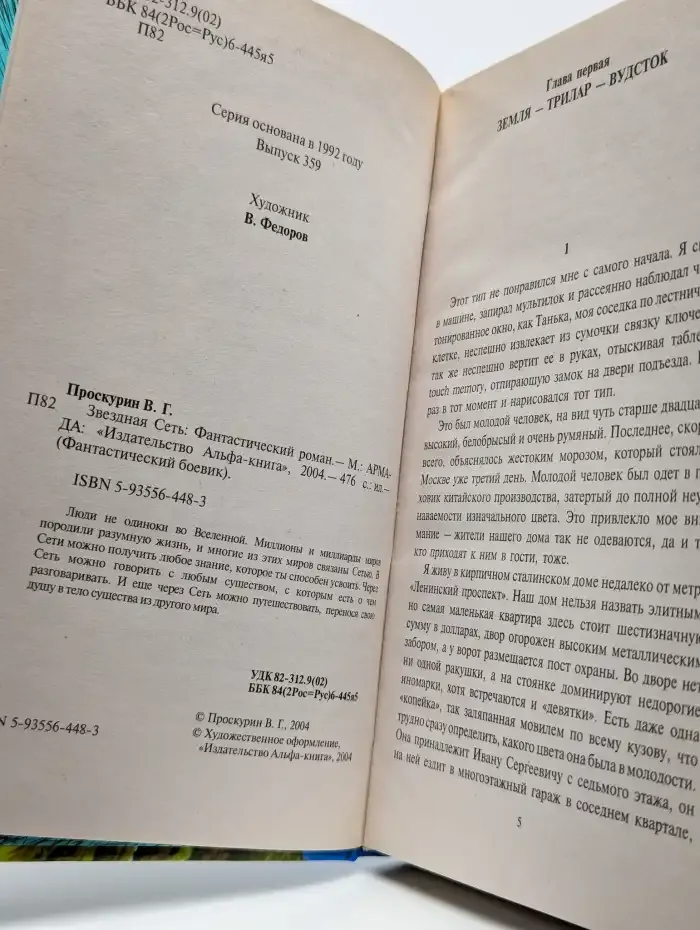 82-312.9(02)
ББК 84(2Рос=Рус)6-445я5
П82
Серия основана в 1992 году
Выпуск 359
Художник
В. Федоров
Проскурин В. Г.
П82
Звездная Сеть: Фантастический роман.— М.: АРМА-
ДА: «Издательство Альфа-книга», 2004.— 476 с.: ил.—
(Фантастический боевик).
ISBN 5-93556-448-3
Люди не одиноки во Вселенной. Миллионы и миллиарды миров
породили разумную жизнь, и многие из этих миров связаны Сетью. В
Сети можно получить любое знание, которое ты способен усвоить. Через
Сеть можно говорить с любым существом, с которым есть о чем
разговаривать. И еще через Сеть можно путешествовать, перенося свою
душу в тело существа из другого мира.
УДК 82-312.9(02)
ББК 84(2Рос=Рус)6-445я5
© Проскурин В. Г., 2004
© Художественное оформление,
«Издательство Альфа-книга», 2004
N 5-93556-448-3
Глава первая
ЗЕМЛЯ — ТРИЛАР — ВУДСТОК
1
Этот тип не понравился мне с самого начала. Я с
в машине, запирал мультилок и рассеянно наблюдал ч
тонированное окно, как Танька, моя соседка по лестнич
клетке, неспешно извлекает из сумочки связку ключе
так же неспешно вертит ее в руках, отыскивая табле
touch memory, отпирающую замок на двери подъезда.
раз в тот момент и нарисовался тот тип.
Это был молодой человек, на вид чуть старше двадца
высокий, белобрысый и очень румяный. Последнее, скор
всего, объяснялось жестоким морозом, который стоял
Москве уже третий день. Молодой человек был одет в п
ховик китайского производства, затертый до полной неу
наваемости изначального цвета. Это привлекло мое вни
мание — жители нашего дома так не одеваются, да и т
кто приходят к ним в гости, тоже.
Я живу в кирпичном сталинском доме недалеко от метр
«Ленинский проспект». Наш дом нельзя назвать элитным
но самая маленькая квартира здесь стоит шестизначную
сумму в долларах, двор огорожен высоким металлическим
забором, а у ворот размещается пост охраны. Во дворе нет
ни одной ракушки, а на стоянке доминируют недорогие
иномарки, хотя встречаются и «девятки». Есть даже одна
«копейка», так заляпанная мовилем по всему кузову, что
трудно сразу определить, какого цвета она была в молодости.
Она принадлежит Ивану Сергеевичу с седьмого этажа, он
на ней ездит в многоэтажный гараж в соседнем квартале,
5